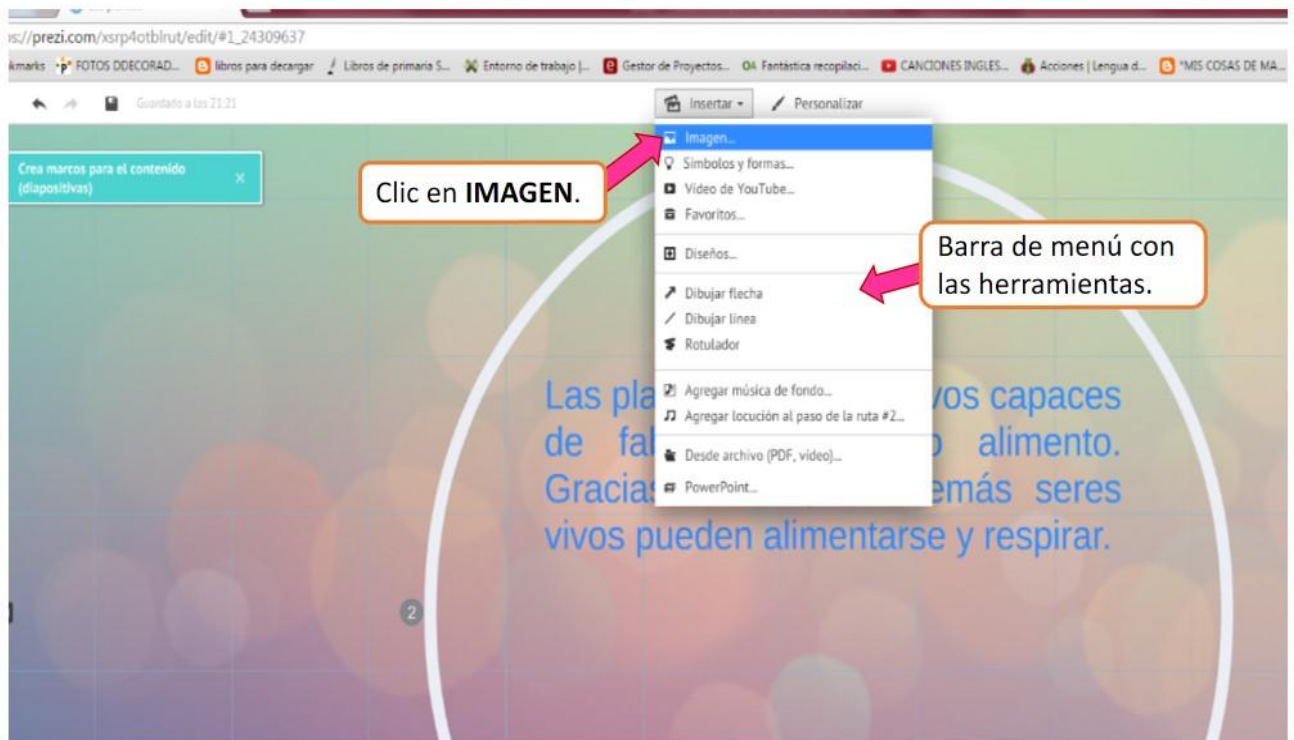 s://prezi.com/xsrp4otblrut/edit/#1_24309637
kmarks FOTOS DDECORAD... libros para decargar Libros de primaria S... Entorno de trabajo |... Gestor de Proyectos... Fantástica recopilaci... CANCIONES INGLES... Acciones | Lengua d... *MIS COSAS DE MA...
Guardado a las 21:21
Insertar
Personalizar
Crea marcos para el contenido
(diapositivas)
Clic en IMAGEN.
Imagen...
Símbolos y formas...
Vídeo de YouTube...
Favoritos...
Diseños...
Dibujar flecha
Dibujar línea
Rotulador
Agregar música de fondo...
Agregar locución al paso de la ruta #2...
Desde archivo (PDF, vídeo)...
PowerPoint...
Barra de menú con
las herramientas.
Las pla vos capaces
de fal o alimento.
Gracias emás seres
vivos pueden alimentarse y respirar.
2